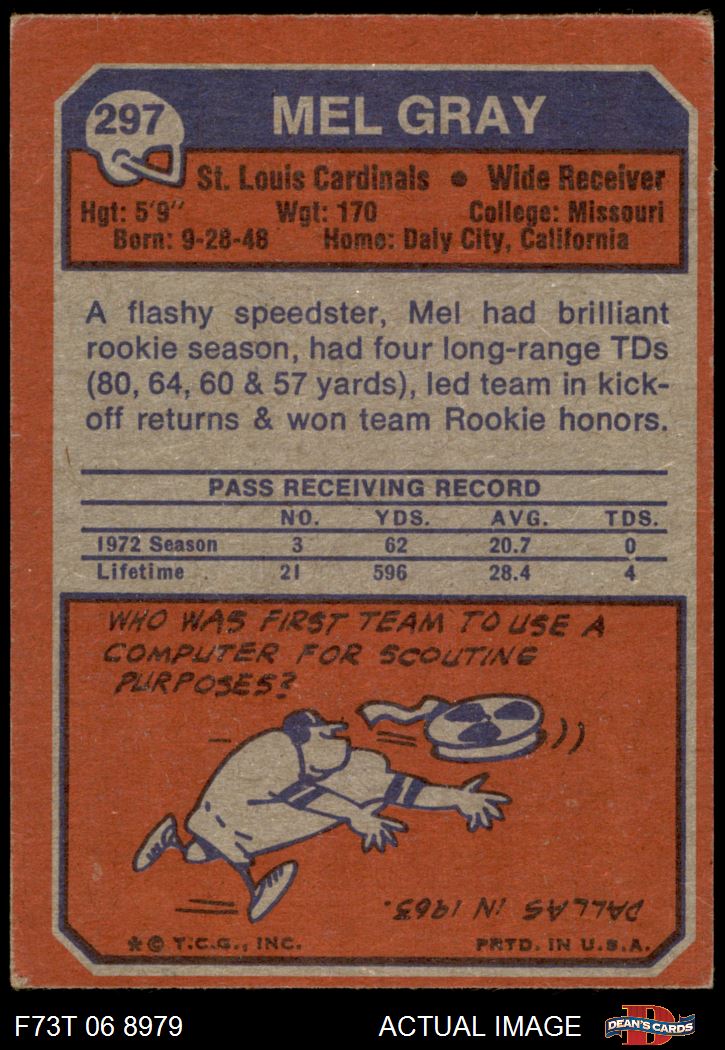 297
MEL GRAY
St. Louis Cardinals • Wide Receiver
Hgt: 5'9" Wgt: 170 College: Missouri
Born: 9-28-48 Home: Daly City, California
A flashy speedster, Mel had brilliant
rookie season, had four long-range TDs
(80, 64, 60 & 57 yards), led team in kick-
off returns & won team Rookie honors.
PASS RECEIVING RECORD
NO. YDS. AVG. TDS.
1972 Season 3 62 20.7 0
Lifetime 21 596 28.4 4
WHO WAS FIRST TEAM TO USE A
COMPUTER FOR SCOUTING
PURPOSES?
DALLAS IN 1963.
★ © T.C.G., INC. PRTD. IN U.S.A.
F73T 06 8979 ACTUAL IMAGE
D
DEAN'S CARDS